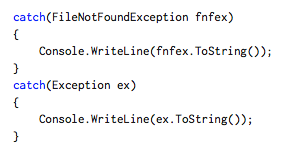 catch(FileNotFoundException fnfex)
{
    Console.WriteLine(fnfex.ToString());
}
catch(Exception ex)
{
    Console.WriteLine(ex.ToString());
}